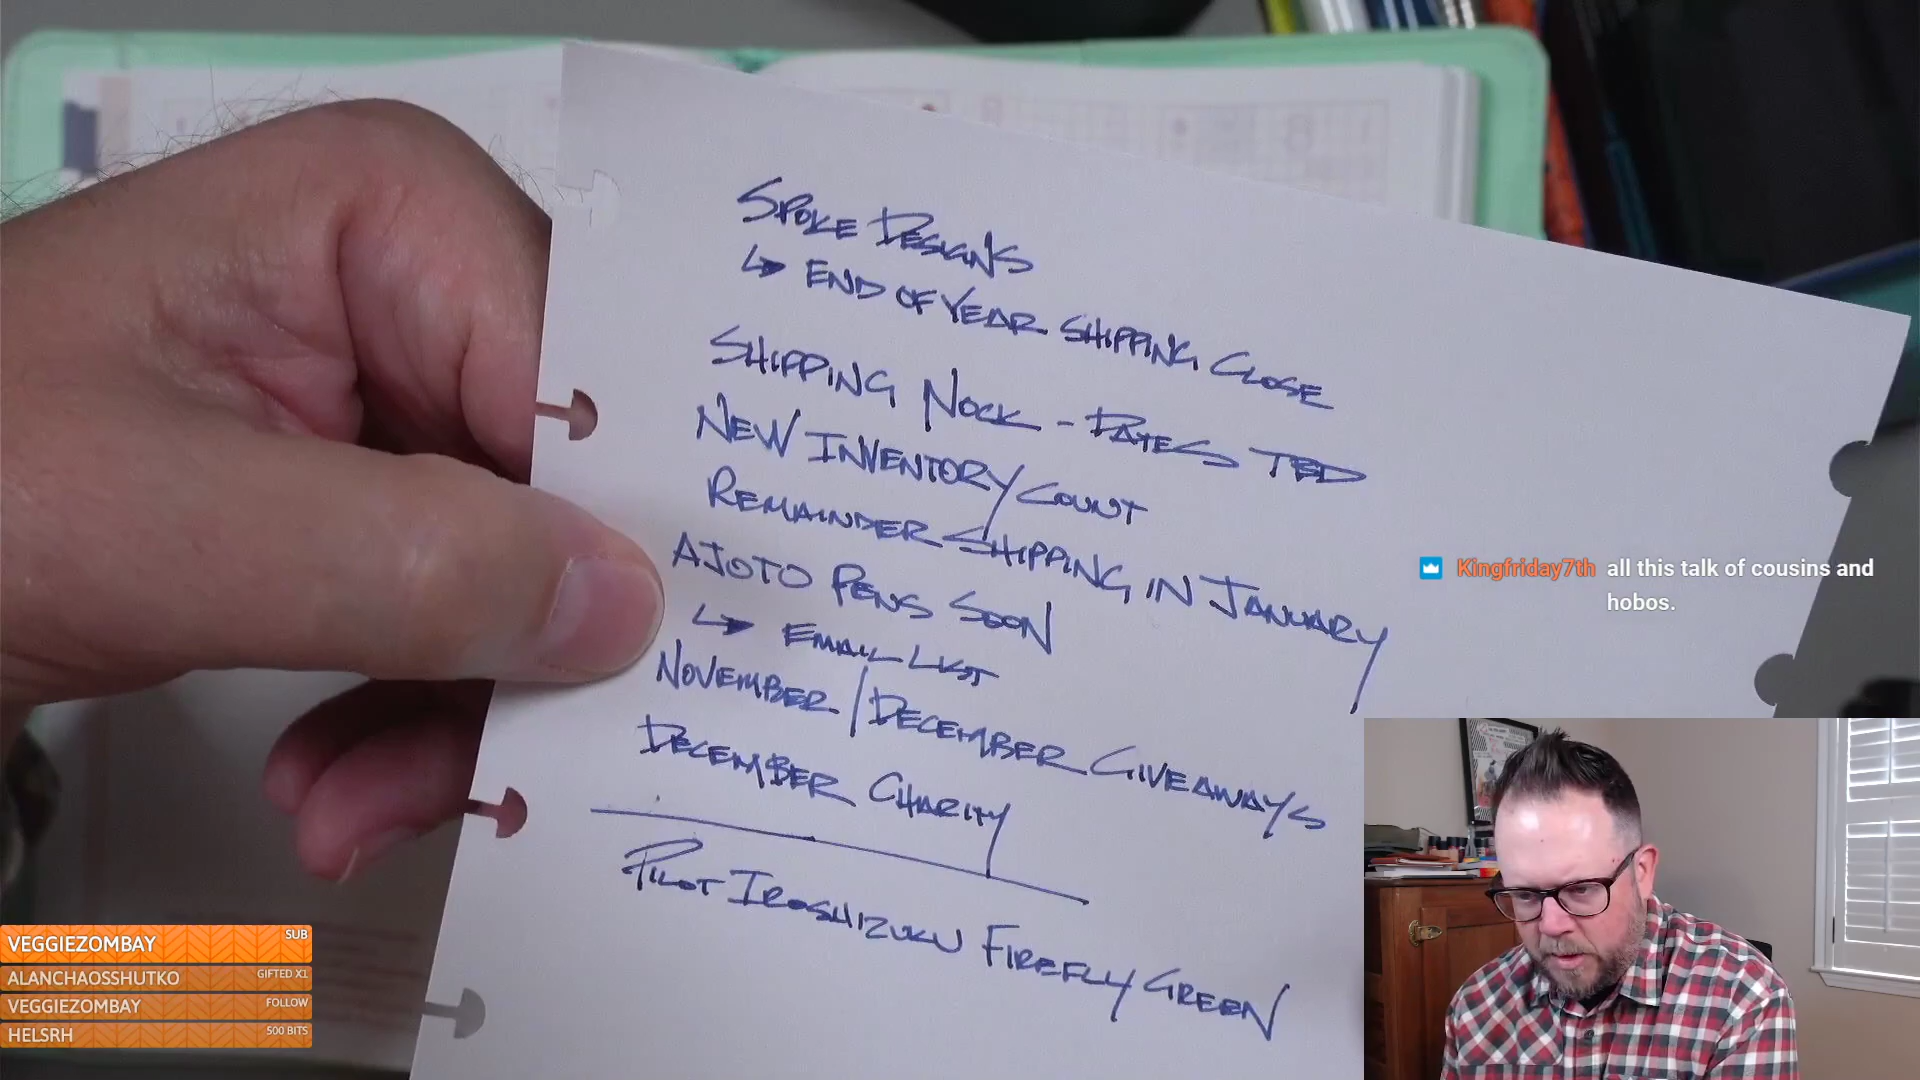 SPOKE DESIGNS
↳ END OF YEAR SHIPPING CLOSE
SHIPPING NOCK - DATES TBD
NEW INVENTORY COUNT
REMAINDER SHIPPING IN JANUARY
AJOTO PENS SOON
↳ EMAIL LIST
NOVEMBER / DECEMBER GIVEAWAYS
DECEMBER CHARITY
PILOT IROSHIZUKU FIREFLY GREEN
Kingfriday7th all this talk of cousins and
hobos.
VEGGIEZOMBAY SUB
ALANCHAOSSHUTKO GIFTED X1
VEGGIEZOMBAY FOLLOW
HELSRH 500 BITS